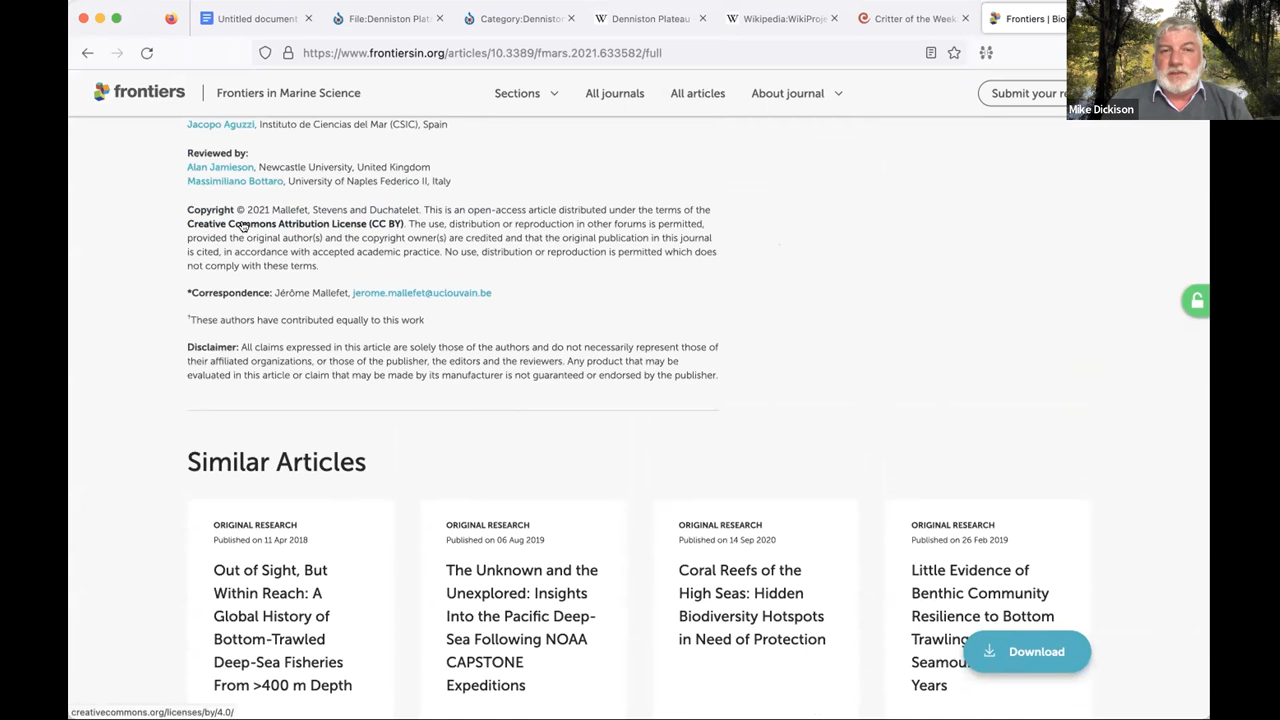 Untitled document
File:Denniston Plat
Category:Denniston
Denniston Plateau
Wikipedia:WikiProje
Critter of the Week
Frontiers | Bio
https://www.frontiersin.org/articles/10.3389/fmars.2021.633582/full
Mike Dickison
frontiers
Frontiers in Marine Science
Sections
All journals
All articles
About journal
Submit your re
Jacopo Aguzzi, Instituto de Ciencias del Mar (CSIC), Spain
Reviewed by:
Alan Jamieson, Newcastle University, United Kingdom
Massimiliano Bottaro, University of Naples Federico II, Italy
Copyright © 2021 Mallefet, Stevens and Duchatelet. This is an open-access article distributed under the terms of the
Creative Commons Attribution License (CC BY). The use, distribution or reproduction in other forums is permitted,
provided the original author(s) and the copyright owner(s) are credited and that the original publication in this journal
is cited, in accordance with accepted academic practice. No use, distribution or reproduction is permitted which does
not comply with these terms.
*Correspondence: Jérôme Mallefet, jerome.mallefet@uclouvain.be
†These authors have contributed equally to this work
Disclaimer: All claims expressed in this article are solely those of the authors and do not necessarily represent those of
their affiliated organizations, or those of the publisher, the editors and the reviewers. Any product that may be
evaluated in this article or claim that may be made by its manufacturer is not guaranteed or endorsed by the publisher.
Similar Articles
ORIGINAL RESEARCH
Published on 11 Apr 2018
Out of Sight, But
Within Reach: A
Global History of
Bottom-Trawled
Deep-Sea Fisheries
From >400 m Depth
ORIGINAL RESEARCH
Published on 06 Aug 2019
The Unknown and the
Unexplored: Insights
Into the Pacific Deep-
Sea Following NOAA
CAPSTONE
Expeditions
ORIGINAL RESEARCH
Published on 14 Sep 2020
Coral Reefs of the
High Seas: Hidden
Biodiversity Hotspots
in Need of Protection
ORIGINAL RESEARCH
Published on 26 Feb 2019
Little Evidence of
Benthic Community
Resilience to Bottom
Trawling
Seamou
Years
Download
creativecommons.org/licenses/by/4.0/